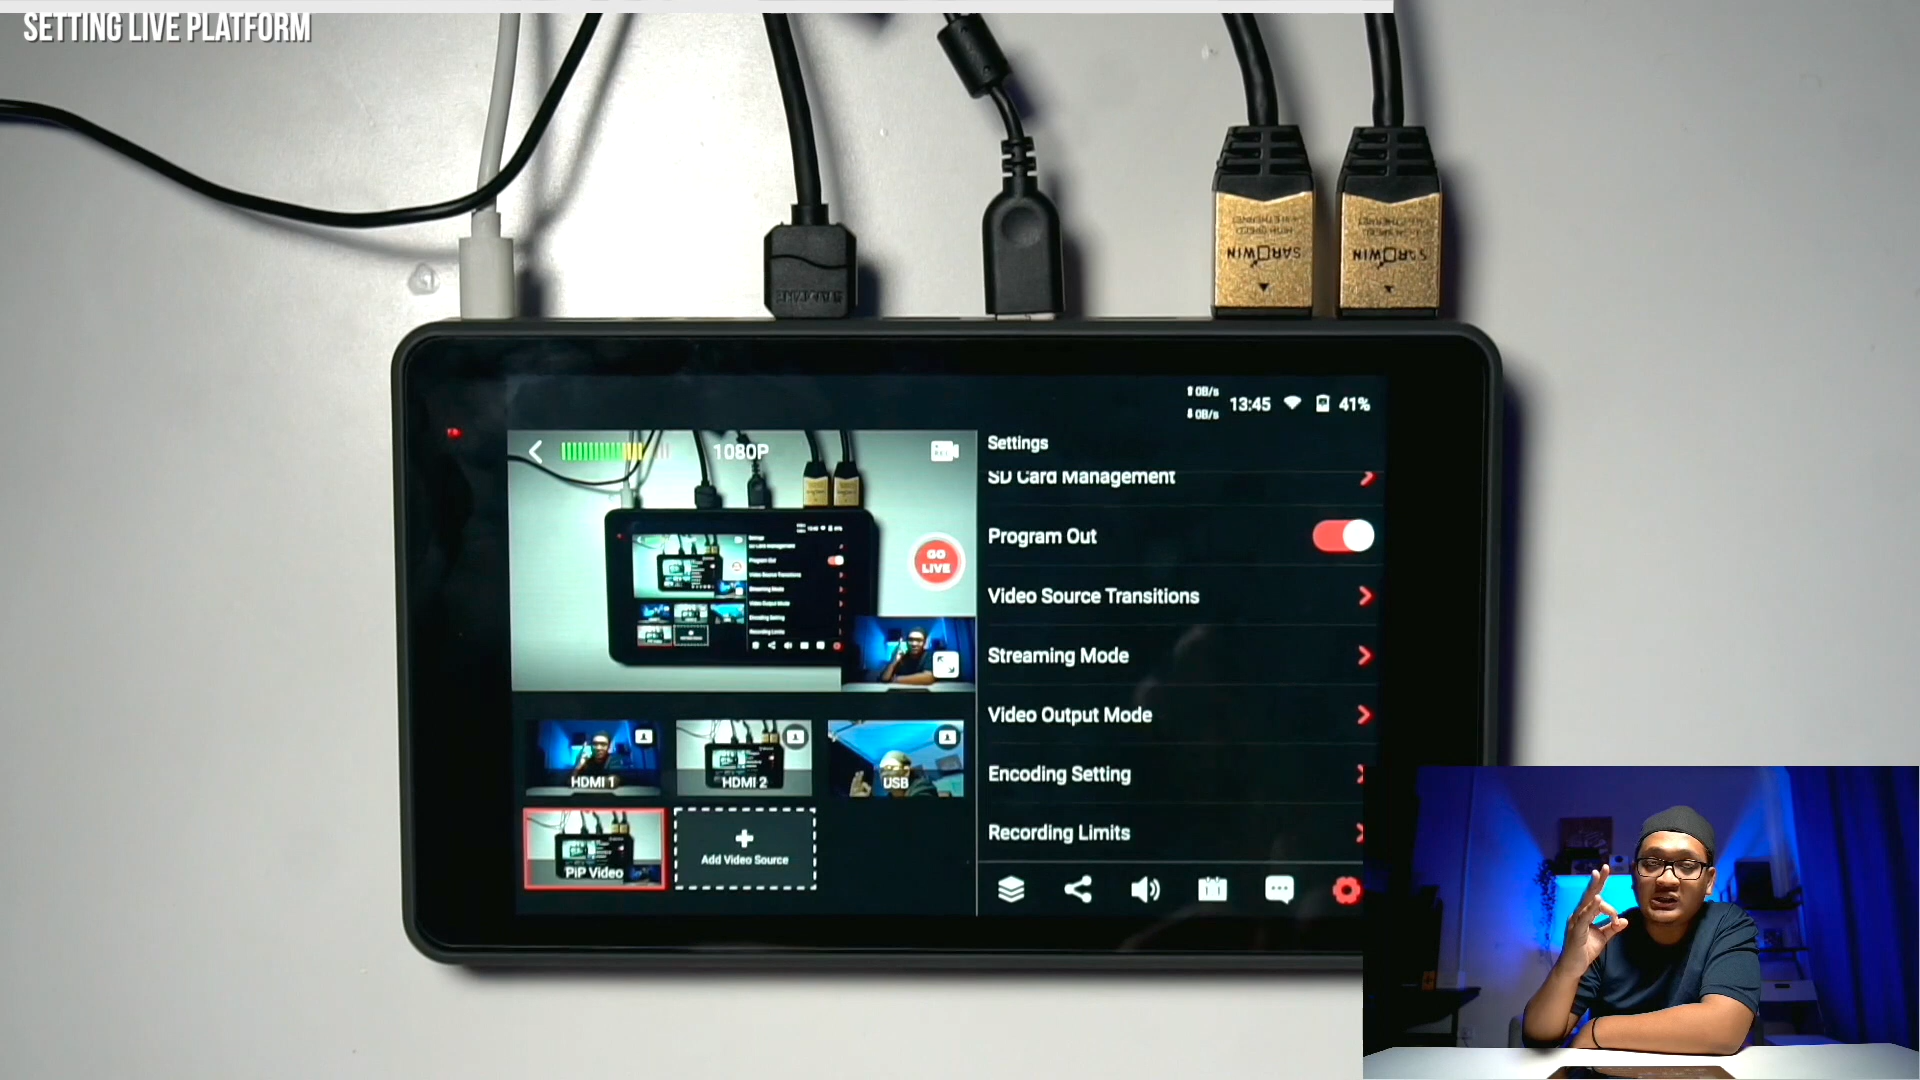 SETTING LIVE PLATFORM
SAROWIN
SAROWIN
0B/s
0B/s
13:45
41%
1080P
REC
GO
LIVE
Settings
SD Card Management
Program Out
Video Source Transitions
Streaming Mode
Video Output Mode
Encoding Setting
Recording Limits
HDMI 1
HDMI 2
USB
PiP Video
Add Video Source